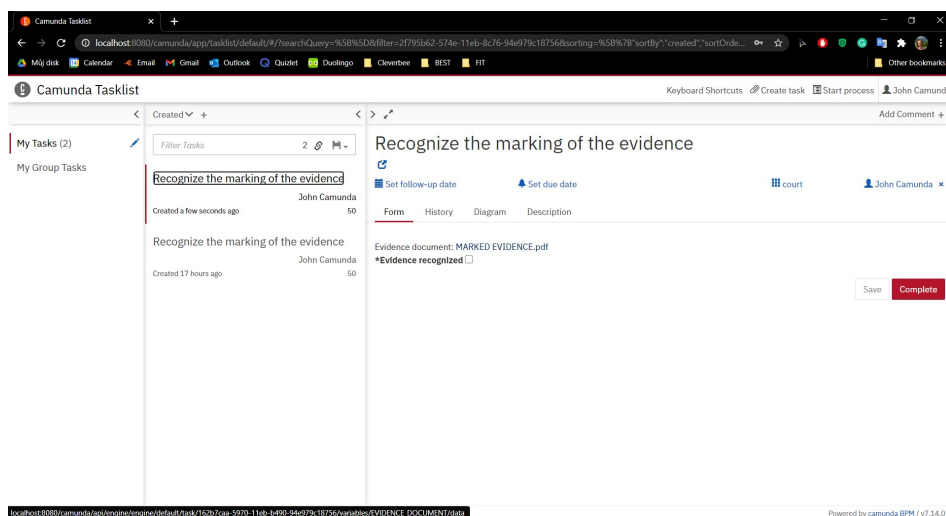 Camunda Tasklist
localhost:8080/camunda/app/tasklist/default/#/?searchQuery=%5B%5D&filter=2f795b62-574e-11eb-8c76-94e979c18756&sorting=%5B%7B"sortBy":"created","sortOrde...
Můj disk Calendar Email Gmail Outlook Quizlet Duolingo Cleverbee BEST FIT Other bookmarks
Camunda Tasklist Keyboard Shortcuts Create task Start process John Camund
Created + Add Comment +
My Tasks (2)
My Group Tasks
Filter Tasks 2
Recognize the marking of the evidence
John Camunda
Created a few seconds ago 50
Recognize the marking of the evidence
John Camunda
Created 17 hours ago 50
Recognize the marking of the evidence
Set follow-up date Set due date court John Camunda ×
Form History Diagram Description
Evidence document: MARKED EVIDENCE.pdf
*Evidence recognized
Save Complete
localhost:8080/camunda/api/engine/engine/default/task/162b7caa-5970-11eb-b490-94e979c18756/variables/EVIDENCE_DOCUMENT/data
Powered by camunda BPM / v7.14.0